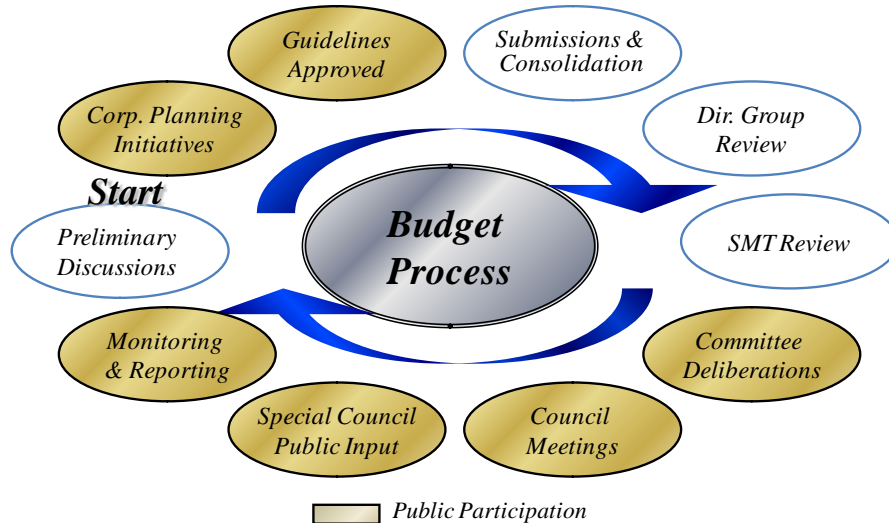 Guidelines
Approved
Submissions &
Consolidation
Corp. Planning
Initiatives
Dir. Group
Review
Start
Preliminary
Discussions
Budget
Process
SMT Review
Monitoring
& Reporting
Committee
Deliberations
Special Council
Public Input
Council
Meetings
Public Participation